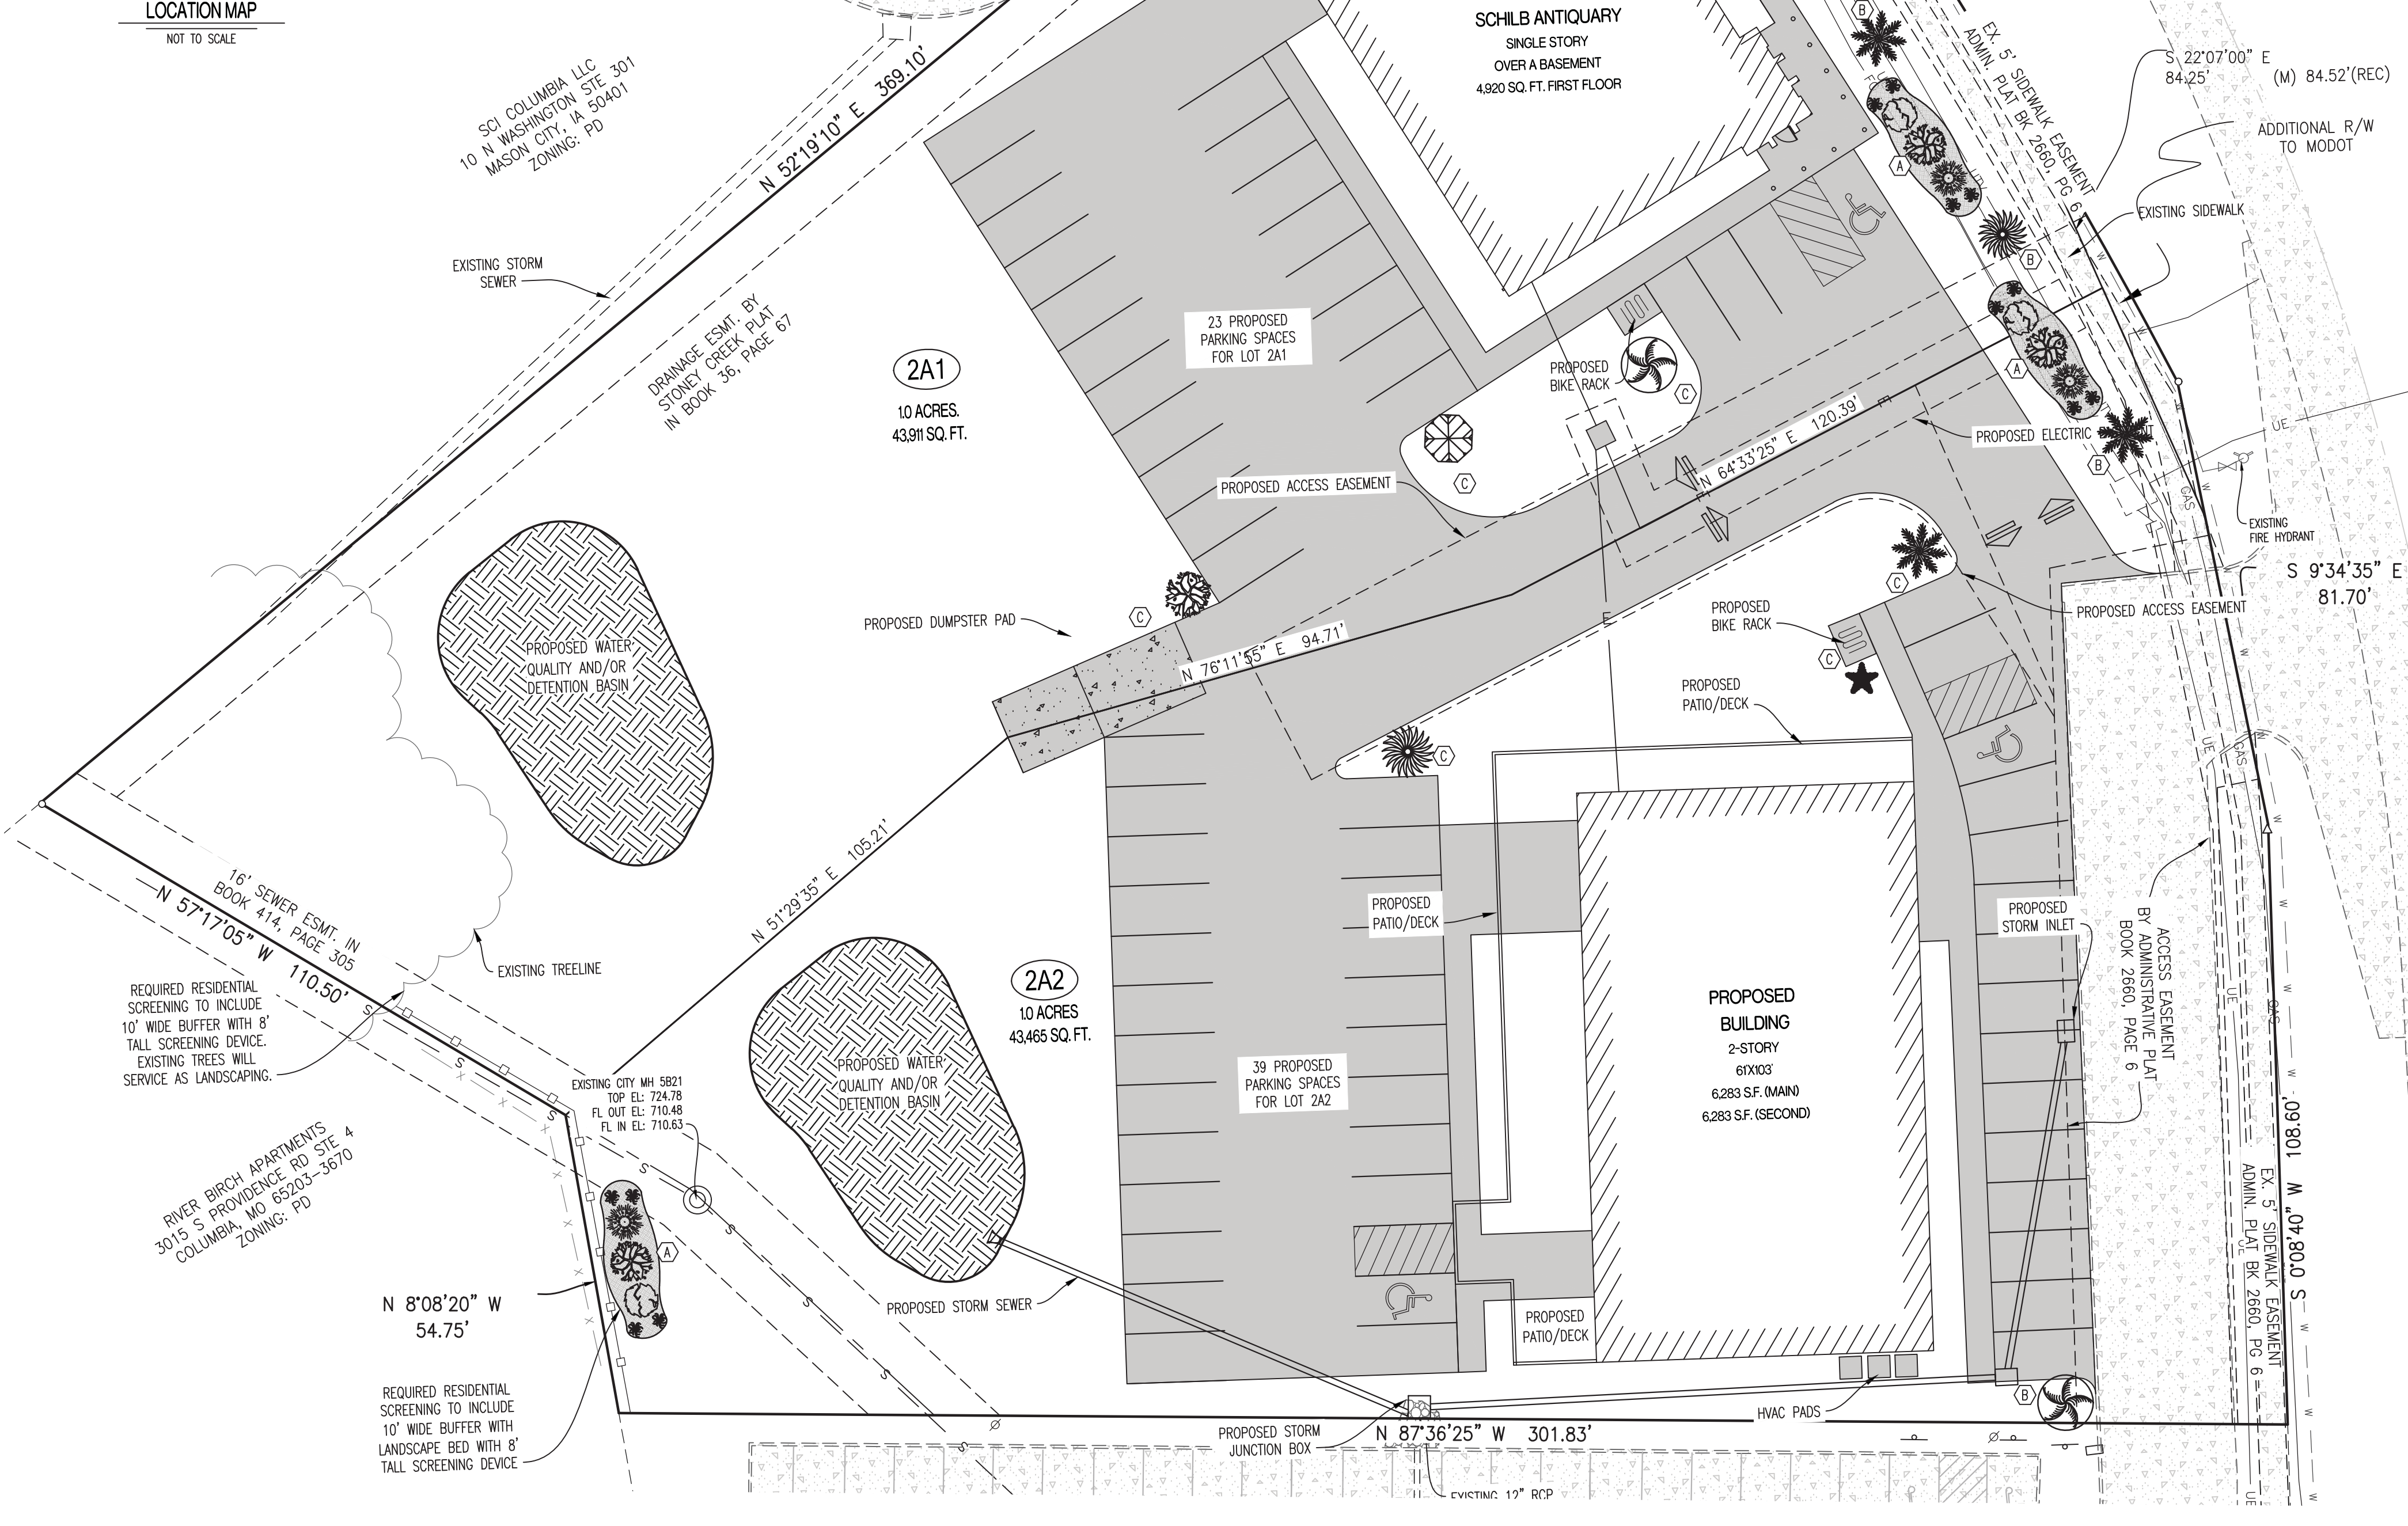 LOCATION MAP
NOT TO SCALE
SCI COLUMBIA LLC
10 N WASHINGTON STE 301
MASON CITY, IA 50401
ZONING: PD
N 52°19'10" E 369.10'
EXISTING STORM
SEWER
DRAINAGE ESMT. BY
STONEY CREEK PLAT
IN BOOK 36, PAGE 67
2A1
1.0 ACRES.
43,911 SQ. FT.
SCHILB ANTIQUARY
SINGLE STORY
OVER A BASEMENT
4,920 SQ. FT. FIRST FLOOR
23 PROPOSED
PARKING SPACES
FOR LOT 2A1
PROPOSED
BIKE RACK
C
C
B
A
B
A
B
EX. 5' SIDEWALK EASEMENT
ADMIN. PLAT BK 2660, PG 6
S 22°07'00" E
84.25' (M) 84.52'(REC)
ADDITIONAL R/W
TO MODOT
EXISTING SIDEWALK
PROPOSED ACCESS EASEMENT
N 64°33'25" E 120.39'
PROPOSED ELECTRIC
UE
GAS
W
EXISTING
FIRE HYDRANT
S 9°34'35" E
81.70'
PROPOSED ACCESS EASEMENT
PROPOSED DUMPSTER PAD
C
N 76°11'55" E 94.71'
E
PROPOSED
BIKE RACK
C
C
PROPOSED
PATIO/DECK
C
PROPOSED WATER
QUALITY AND/OR
DETENTION BASIN
16' SEWER ESMT. IN
BOOK 414, PAGE 305
N 57°17'05" W 110.50'
EXISTING TREELINE
N 51°29'35" E 105.21'
REQUIRED RESIDENTIAL
SCREENING TO INCLUDE
10' WIDE BUFFER WITH 8'
TALL SCREENING DEVICE.
EXISTING TREES WILL
SERVICE AS LANDSCAPING.
2A2
1.0 ACRES
43,465 SQ. FT.
PROPOSED WATER
QUALITY AND/OR
DETENTION BASIN
EXISTING CITY MH 5B21
TOP EL: 724.78
FL OUT EL: 710.48
FL IN EL: 710.63
RIVER BIRCH APARTMENTS
3015 S PROVIDENCE RD STE 4
COLUMBIA, MO 65203-3670
ZONING: PD
A
N 8°08'20" W
54.75'
REQUIRED RESIDENTIAL
SCREENING TO INCLUDE
10' WIDE BUFFER WITH
LANDSCAPE BED WITH 8'
TALL SCREENING DEVICE
PROPOSED STORM SEWER
39 PROPOSED
PARKING SPACES
FOR LOT 2A2
PROPOSED
PATIO/DECK
PROPOSED
BUILDING
2-STORY
61'X103'
6,283 S.F. (MAIN)
6,283 S.F. (SECOND)
PROPOSED
PATIO/DECK
PROPOSED
STORM INLET
ACCESS EASEMENT
BY ADMINISTRATIVE PLAT
BOOK 2660, PAGE 6
UE
GAS
W
S 0°08'40" W 108.60'
EX. 5' SIDEWALK EASEMENT
ADMIN. PLAT BK 2660, PG 6
B
HVAC PADS
PROPOSED STORM
JUNCTION BOX
N 87°36'25" W 301.83'
EXISTING 12" RCP